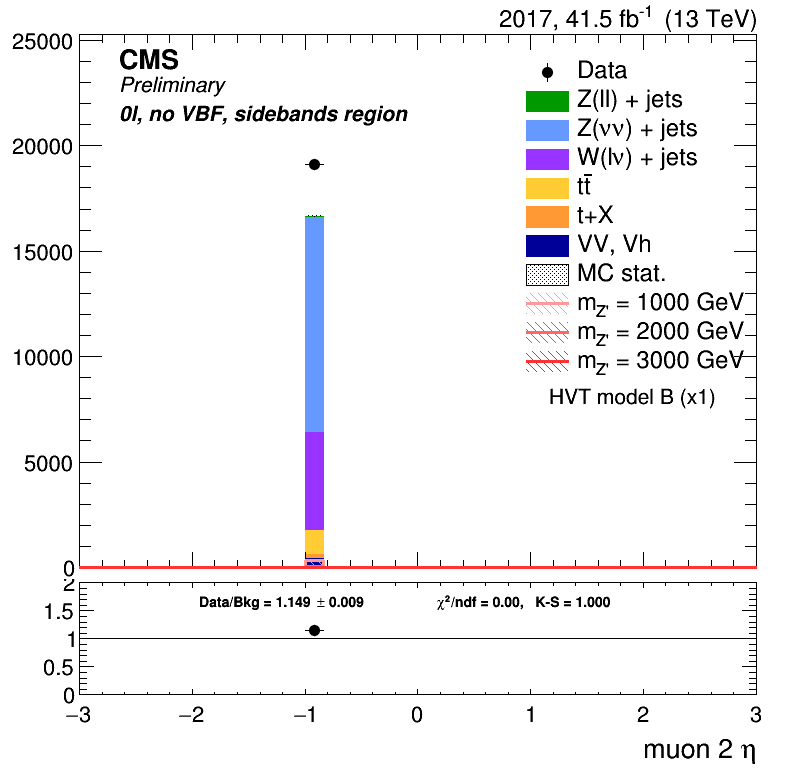 2017, 41.5 fb⁻¹ (13 TeV)
CMS
Preliminary
0l, no VBF, sidebands region
Data
Z(ll) + jets
Z(νν) + jets
W(lν) + jets
tt̄
t+X
VV, Vh
MC stat.
m_Z' = 1000 GeV
m_Z' = 2000 GeV
m_Z' = 3000 GeV
HVT model B (x1)
25000
20000
15000
10000
5000
0
Data/Bkg = 1.149 ± 0.009 χ²/ndf = 0.00, K-S = 1.000
2
1.5
1
0.5
0
−3 −2 −1 0 1 2 3
muon 2 η